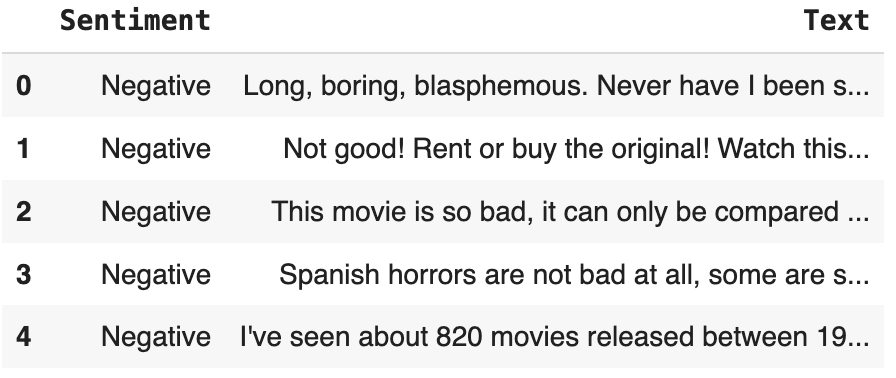 Sentiment Text
0 Negative Long, boring, blasphemous. Never have I been s...
1 Negative Not good! Rent or buy the original! Watch this...
2 Negative This movie is so bad, it can only be compared ...
3 Negative Spanish horrors are not bad at all, some are s...
4 Negative I've seen about 820 movies released between 19...